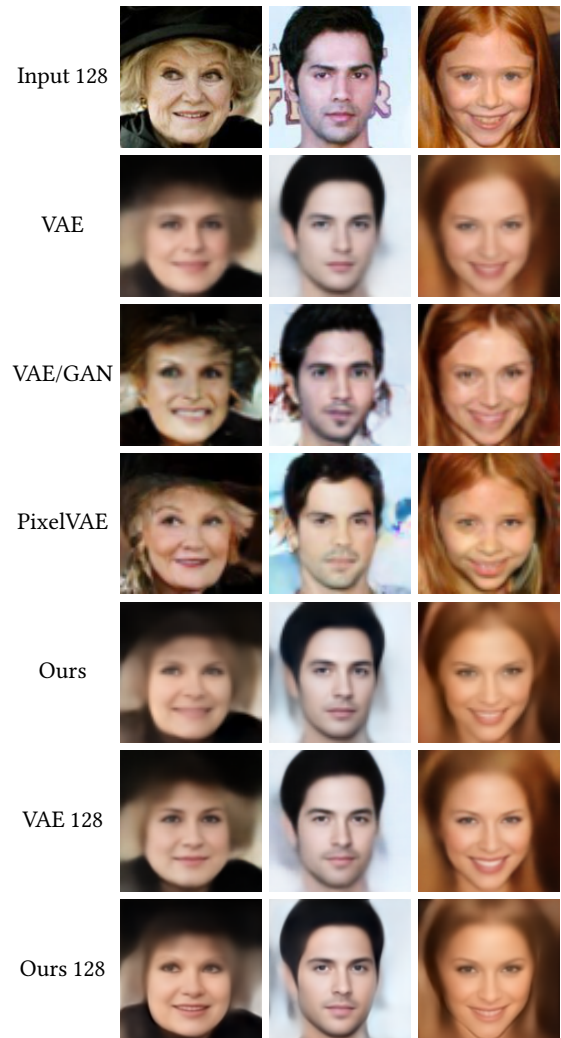 Input 128
VAE
VAE/GAN
PixelVAE
Ours
VAE 128
Ours 128